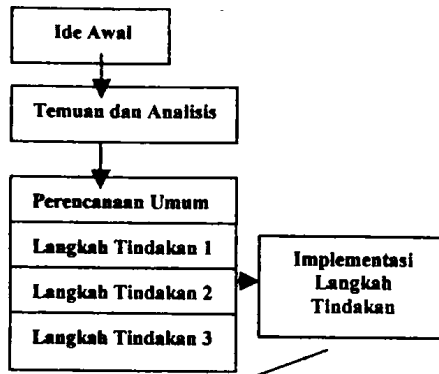 Ide Awal
Temuan dan Analisis
Perencanaan Umum
Langkah Tindakan 1
Langkah Tindakan 2
Langkah Tindakan 3
Implementasi
Langkah
Tindakan